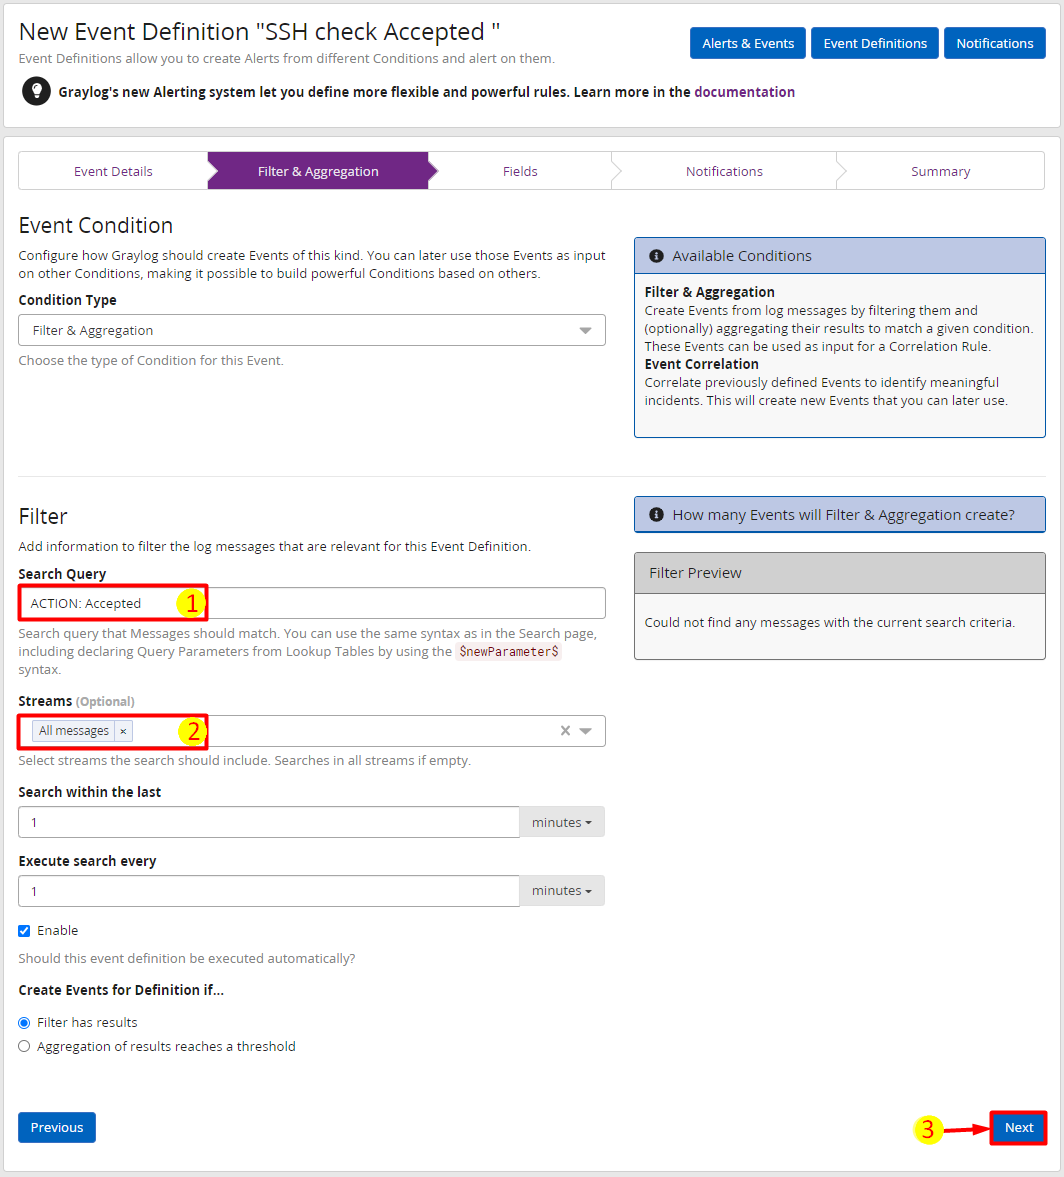 New Event Definition "SSH check Accepted "
Alerts & Events
Event Definitions
Notifications
Event Definitions allow you to create Alerts from different Conditions and alert on them.
Graylog's new Alerting system let you define more flexible and powerful rules. Learn more in the documentation
Event Details
Filter & Aggregation
Fields
Notifications
Summary
Event Condition
Configure how Graylog should create Events of this kind. You can later use those Events as input
on other Conditions, making it possible to build powerful Conditions based on others.
Condition Type
Filter & Aggregation
Choose the type of Condition for this Event.
Available Conditions
Filter & Aggregation
Create Events from log messages by filtering them and
(optionally) aggregating their results to match a given condition.
These Events can be used as input for a Correlation Rule.
Event Correlation
Correlate previously defined Events to identify meaningful
incidents. This will create new Events that you can later use.
Filter
Add information to filter the log messages that are relevant for this Event Definition.
Search Query
ACTION: Accepted
1
Search query that Messages should match. You can use the same syntax as in the Search page,
including declaring Query Parameters from Lookup Tables by using the $newParameter$
syntax.
Streams (Optional)
All messages ×
2
Select streams the search should include. Searches in all streams if empty.
Search within the last
1
minutes
Execute search every
1
minutes
Enable
Should this event definition be executed automatically?
Create Events for Definition if...
Filter has results
Aggregation of results reaches a threshold
How many Events will Filter & Aggregation create?
Filter Preview
Could not find any messages with the current search criteria.
Previous
3
Next